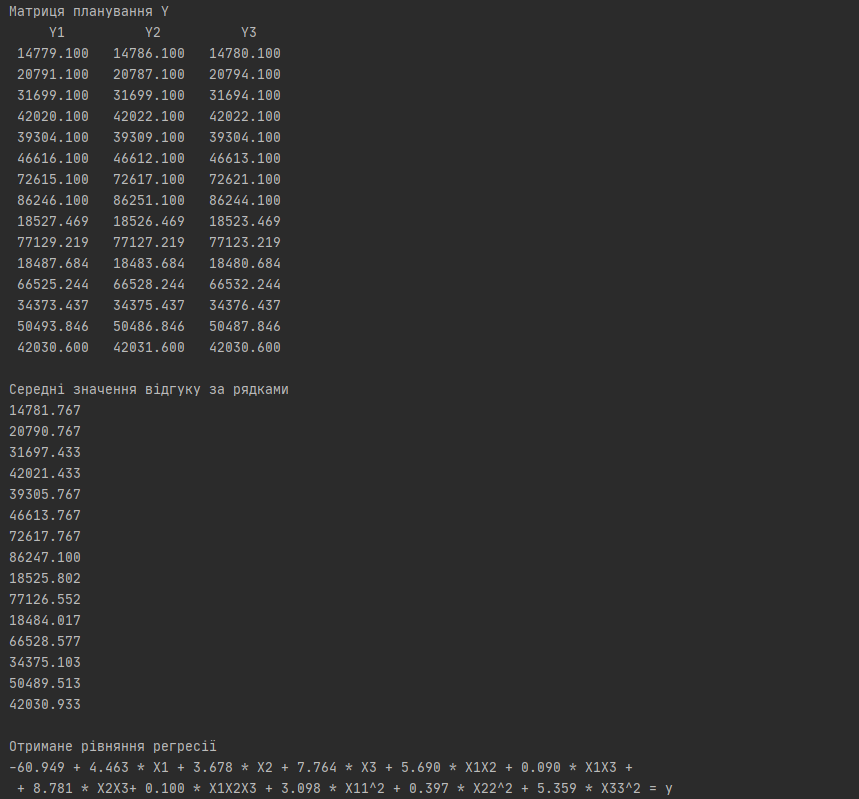 Матриця планування Y
Y1 Y2 Y3
14779.100 14786.100 14780.100
20791.100 20787.100 20794.100
31699.100 31699.100 31694.100
42020.100 42022.100 42022.100
39304.100 39309.100 39304.100
46616.100 46612.100 46613.100
72615.100 72617.100 72621.100
86246.100 86251.100 86244.100
18527.469 18526.469 18523.469
77129.219 77127.219 77123.219
18487.684 18483.684 18480.684
66525.244 66528.244 66532.244
34373.437 34375.437 34376.437
50493.846 50486.846 50487.846
42030.600 42031.600 42030.600
Середні значення відгуку за рядками
14781.767
20790.767
31697.433
42021.433
39305.767
46613.767
72617.767
86247.100
18525.802
77126.552
18484.017
66528.577
34375.103
50489.513
42030.933
Отримане рівняння регресії
-60.949 + 4.463 * X1 + 3.678 * X2 + 7.764 * X3 + 5.690 * X1X2 + 0.090 * X1X3 +
+ 8.781 * X2X3+ 0.100 * X1X2X3 + 3.098 * X11^2 + 0.397 * X22^2 + 5.359 * X33^2 = y